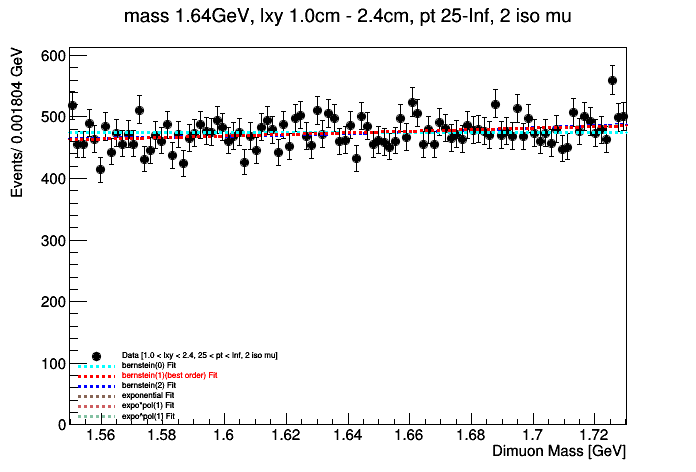 mass 1.64GeV, lxy 1.0cm - 2.4cm, pt 25-Inf, 2 iso mu
Events/ 0.001804 GeV
600
500
400
300
200
100
0
Data [1.0 < lxy < 2.4, 25 < pt < Inf, 2 iso mu]
bernstein(0) Fit
bernstein(1)(best order) Fit
bernstein(2) Fit
exponential Fit
expo*pol(1) Fit
expo^pol(1) Fit
1.56 1.58 1.6 1.62 1.64 1.66 1.68 1.7 1.72
Dimuon Mass [GeV]